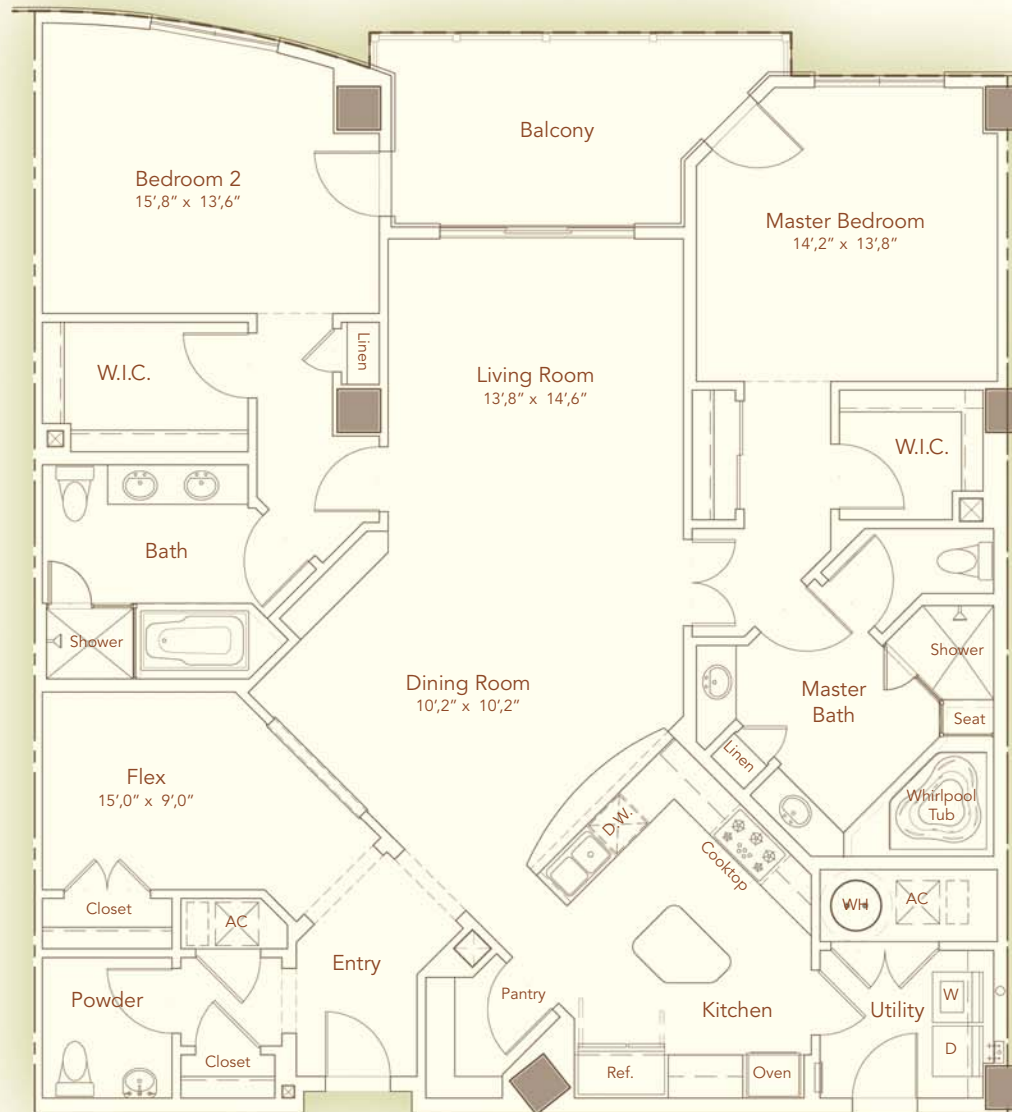 Balcony
Bedroom 2
15',8" x 13',6"
Master Bedroom
14',2" x 13',8"
Linen
W.I.C.
Living Room
13',8" x 14',6"
W.I.C.
Bath
Shower
Shower
Dining Room
10',2" x 10',2"
Master
Bath
Seat
Linen
Flex
15',0" x 9',0"
Whirlpool
Tub
D.W.
Cooktop
Closet
AC
WH
AC
Entry
Powder
Pantry
Kitchen
Utility
W
D
Closet
Ref.
Oven